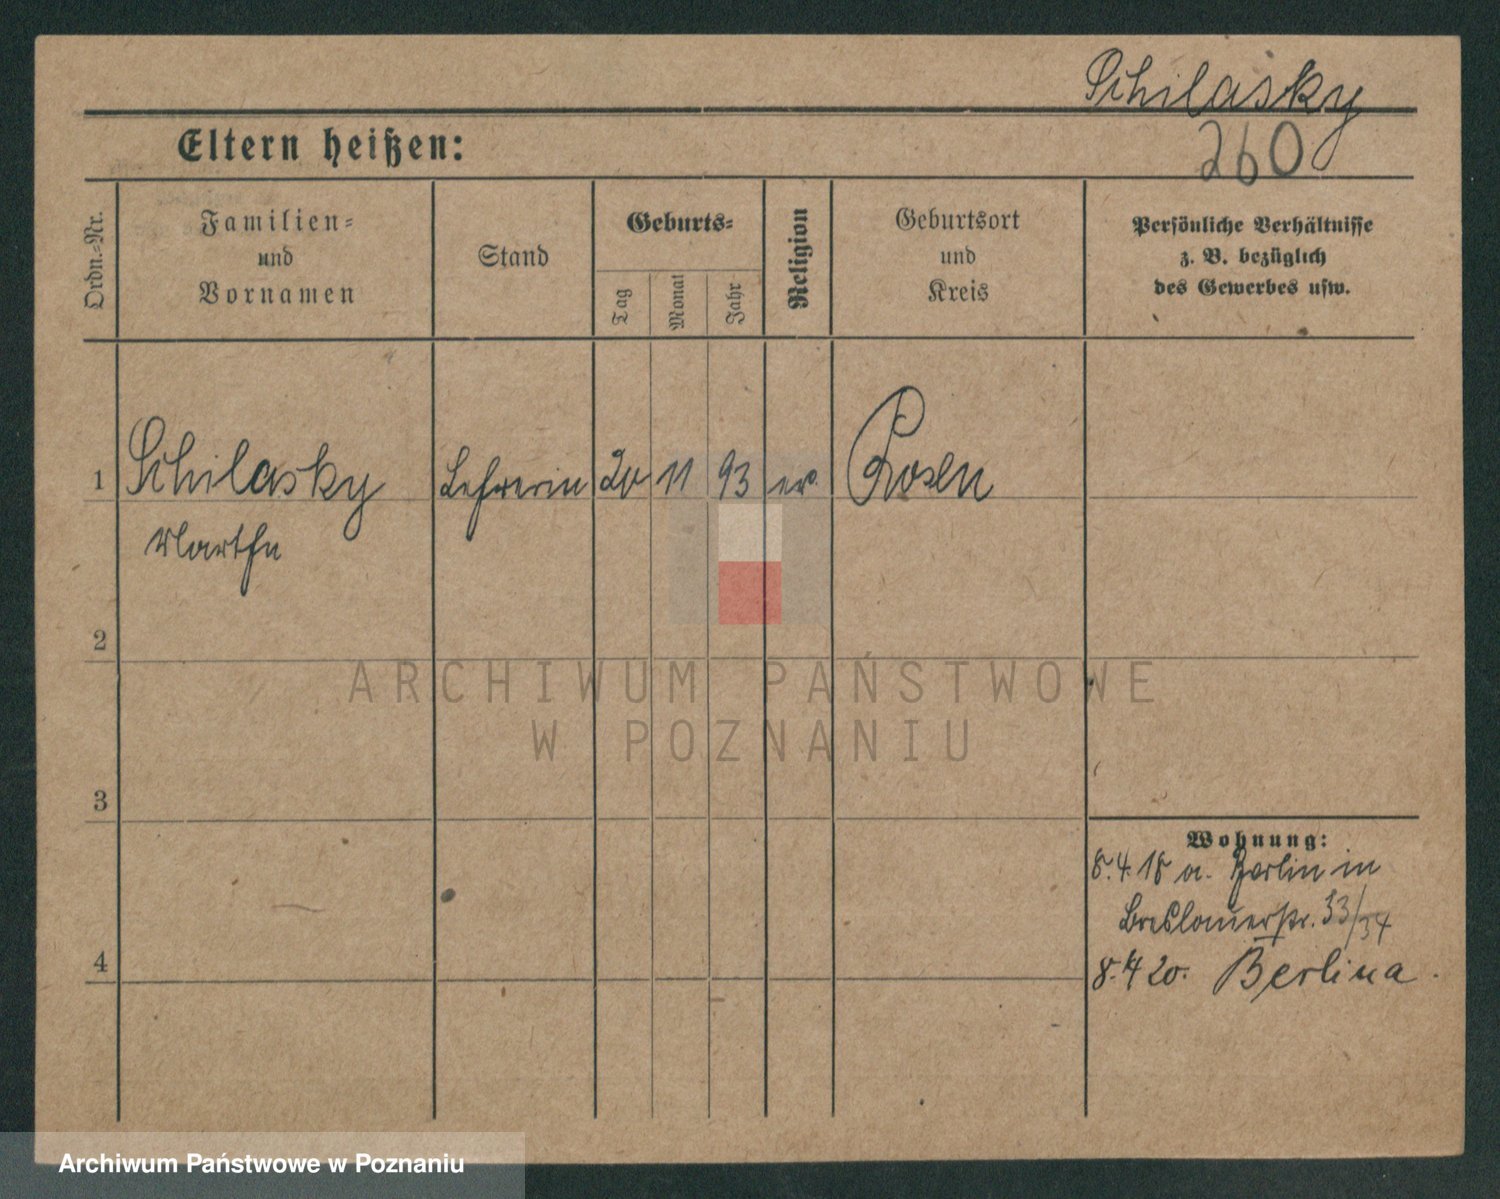 Schilasky
260
Eltern heißen:
Ordn.-Nr.
Familien-
und
Vornamen
Stand
Geburts-
Tag
Monat
Jahr
Religion
Geburtsort
und
Kreis
Persönliche Verhältnisse
z. B. bezüglich
des Gewerbes usw.
1 Schilasky Lehrerin 20 11 93 ev. Posen
Martha
2
ARCHIWUM PAŃSTWOWE
W POZNANIU
3
Wohnung:
8.4.18 a. Berlin in
Breslauerstr. 33/34
4
8.4 20. Berlina.
Archiwum Państwowe w Poznaniu